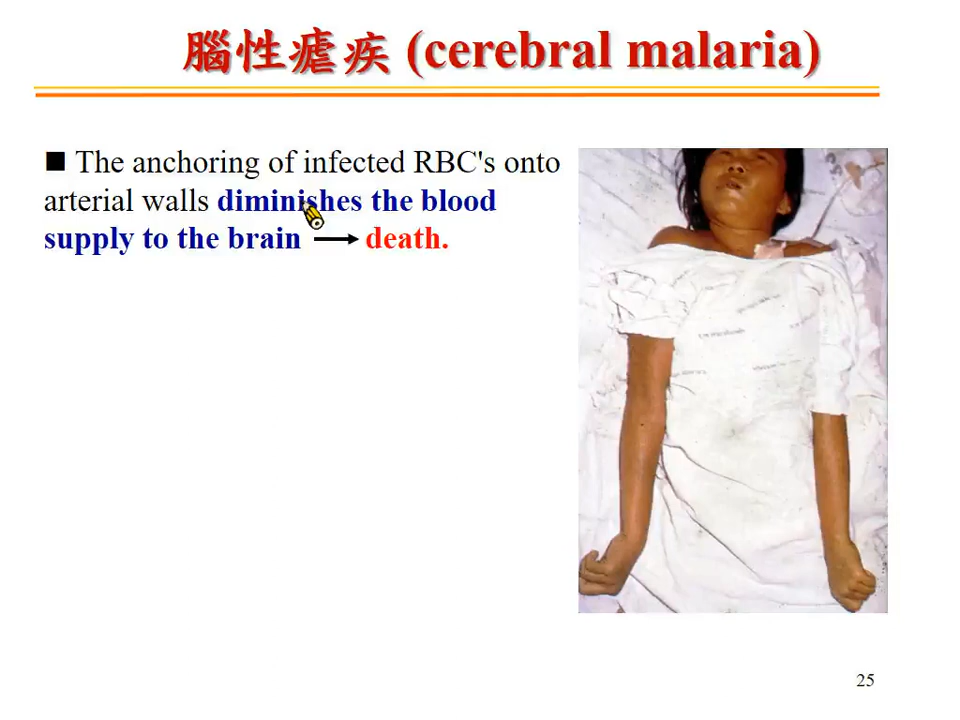 腦性瘧疾 (cerebral malaria)
■ The anchoring of infected RBC's onto
arterial walls diminishes the blood
supply to the brain → death.
25